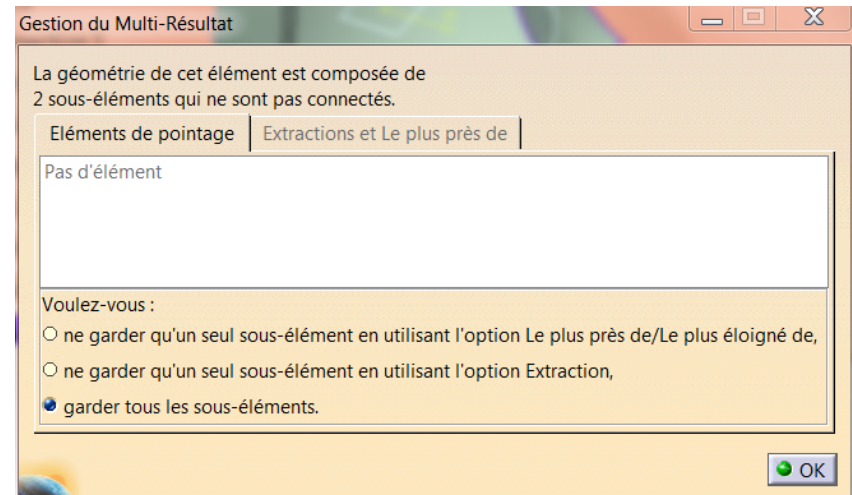 Gestion du Multi-Résultat
La géométrie de cet élément est composée de
2 sous-éléments qui ne sont pas connectés.
Eléments de pointage Extractions et Le plus près de
Pas d'élément
Voulez-vous :
ne garder qu'un seul sous-élément en utilisant l'option Le plus près de/Le plus éloigné de,
ne garder qu'un seul sous-élément en utilisant l'option Extraction,
garder tous les sous-éléments.
OK